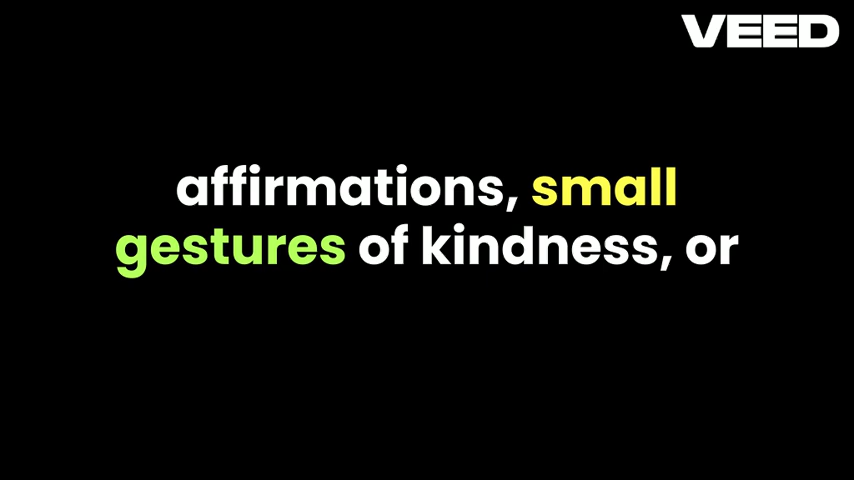 VEED
affirmations, small
gestures of kindness, or